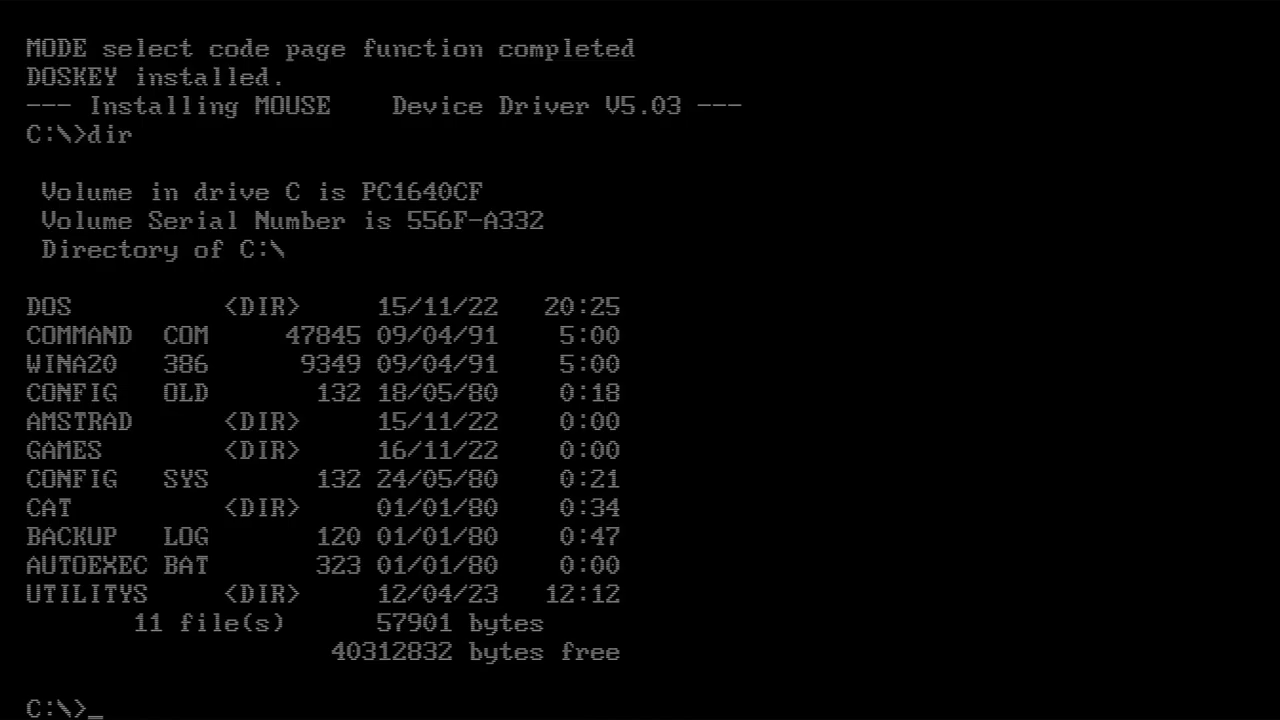 MODE select code page function completed
DOSKEY installed.
--- Installing MOUSE    Device Driver V5.03 ---
C:\>dir

 Volume in drive C is PC1640CF
 Volume Serial Number is 556F-A332
 Directory of C:\

DOS          <DIR>     15/11/22   20:25
COMMAND  COM     47845 09/04/91    5:00
WINA20   386      9349 09/04/91    5:00
CONFIG   OLD       132 18/05/80    0:18
AMSTRAD      <DIR>     15/11/22    0:00
GAMES        <DIR>     16/11/22    0:00
CONFIG   SYS       132 24/05/80    0:21
CAT          <DIR>     01/01/80    0:34
BACKUP   LOG       120 01/01/80    0:47
AUTOEXEC BAT       323 01/01/80    0:00
UTILITYS     <DIR>     12/04/23   12:12
       11 file(s)      57901 bytes
                    40312832 bytes free

C:\>_